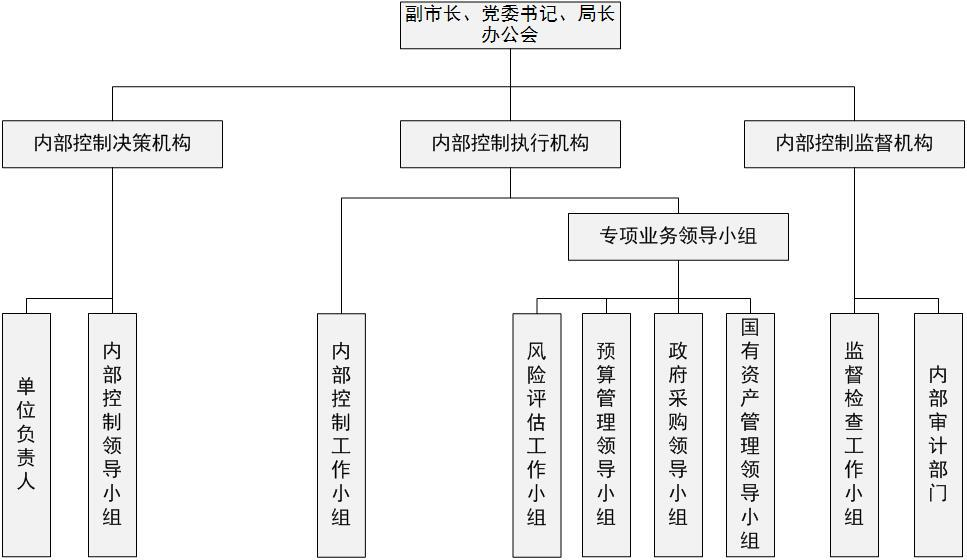 副市长、党委书记、局长
办公会
内部控制决策机构
内部控制执行机构
内部控制监督机构
专项业务领导小组
单位负责人
内部控制领导小组
内部控制工作小组
风险评估工作小组
预算管理领导小组
政府采购领导小组
国有资产管理领导小组
监督检查工作小组
内部审计部门